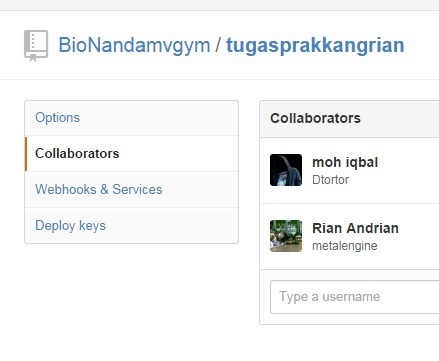 BioNandamvgym / tugasprakkangrian
Options
Collaborators
Webhooks & Services
Deploy keys
Collaborators
moh iqbal
Dtortor
Rian Andrian
metalengine
Type a username